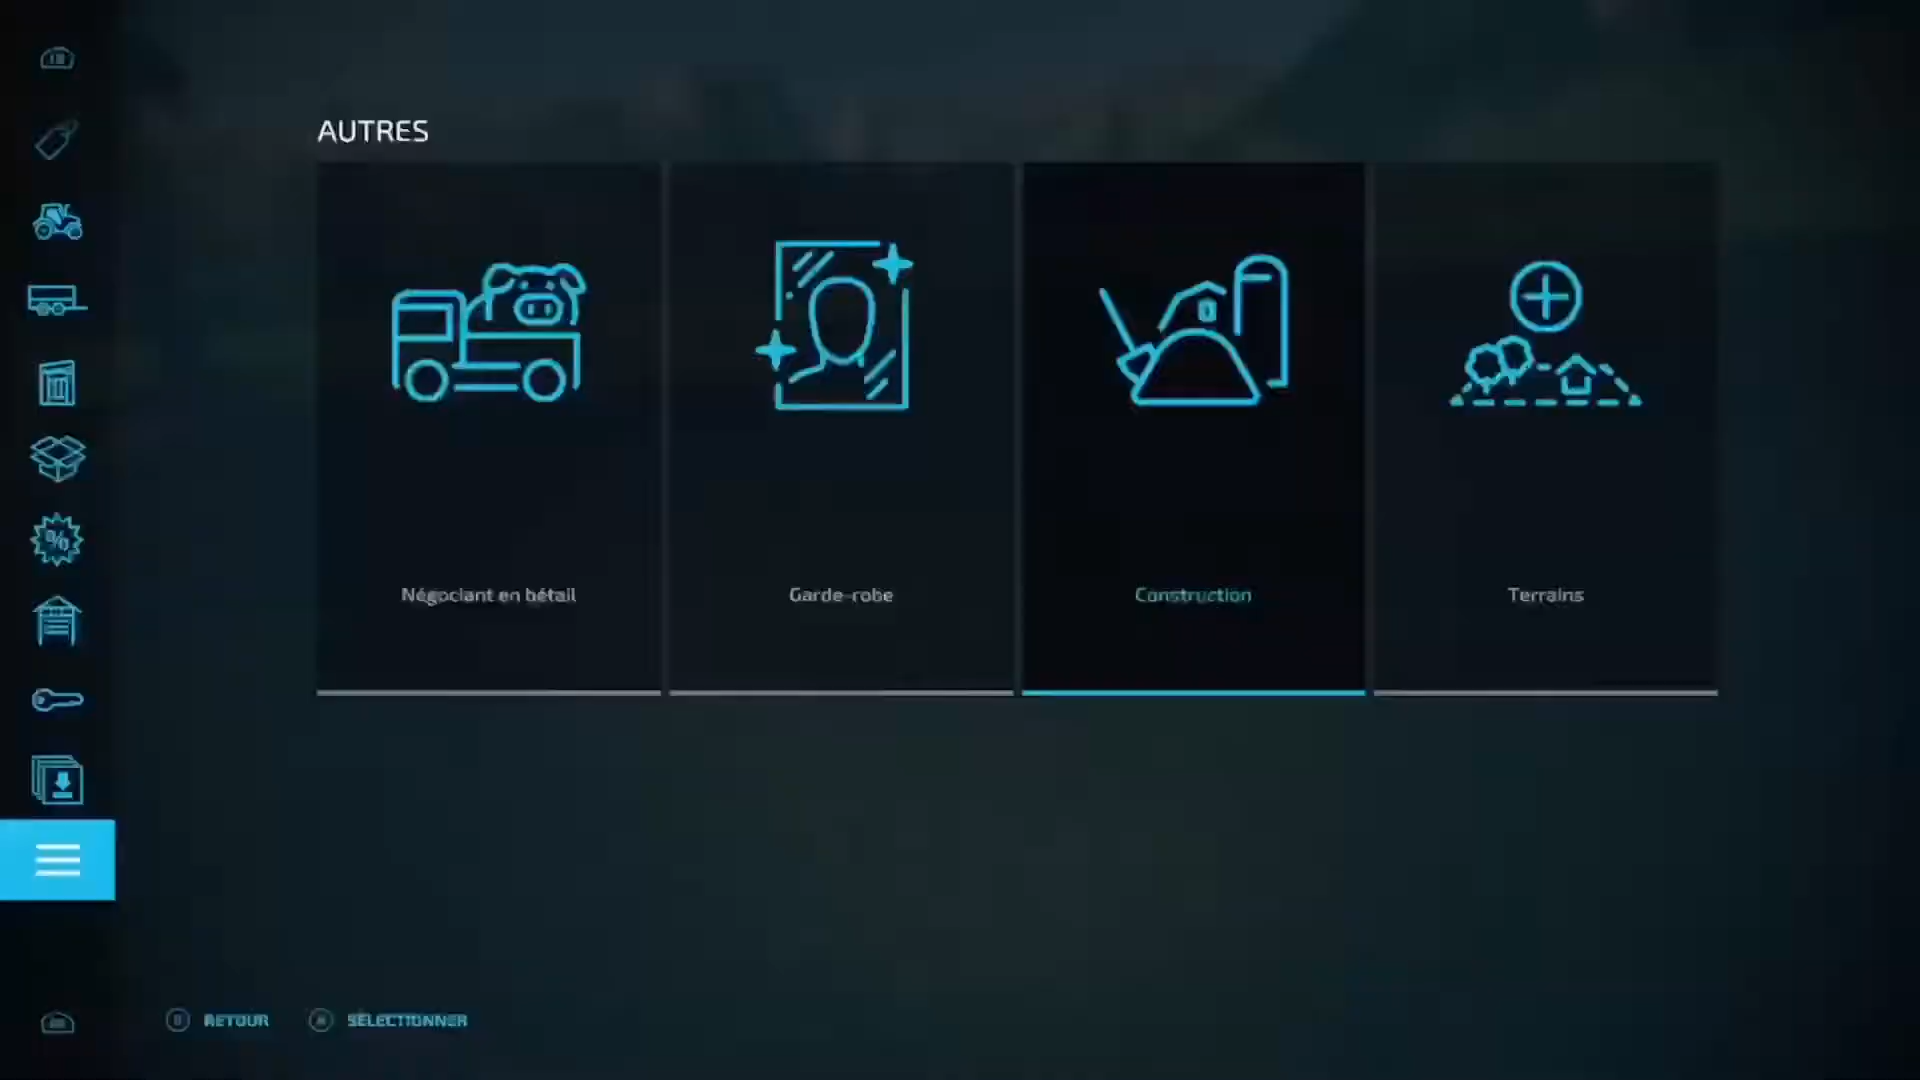 AUTRES
Négociant en bétail
Garde-robe
Construction
Terrains
RETOUR
SÉLECTIONNER